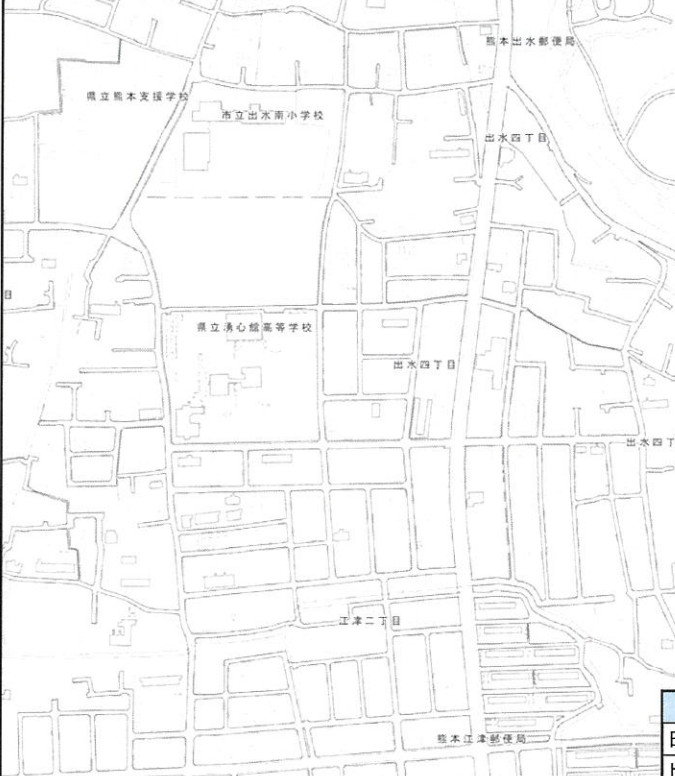 熊本出水郵便局
県立熊本支援学校
市立出水南小学校
出水四丁目
目
県立湧心館高等学校
出水四丁目
出水四丁
江津二丁目
熊本江津郵便局